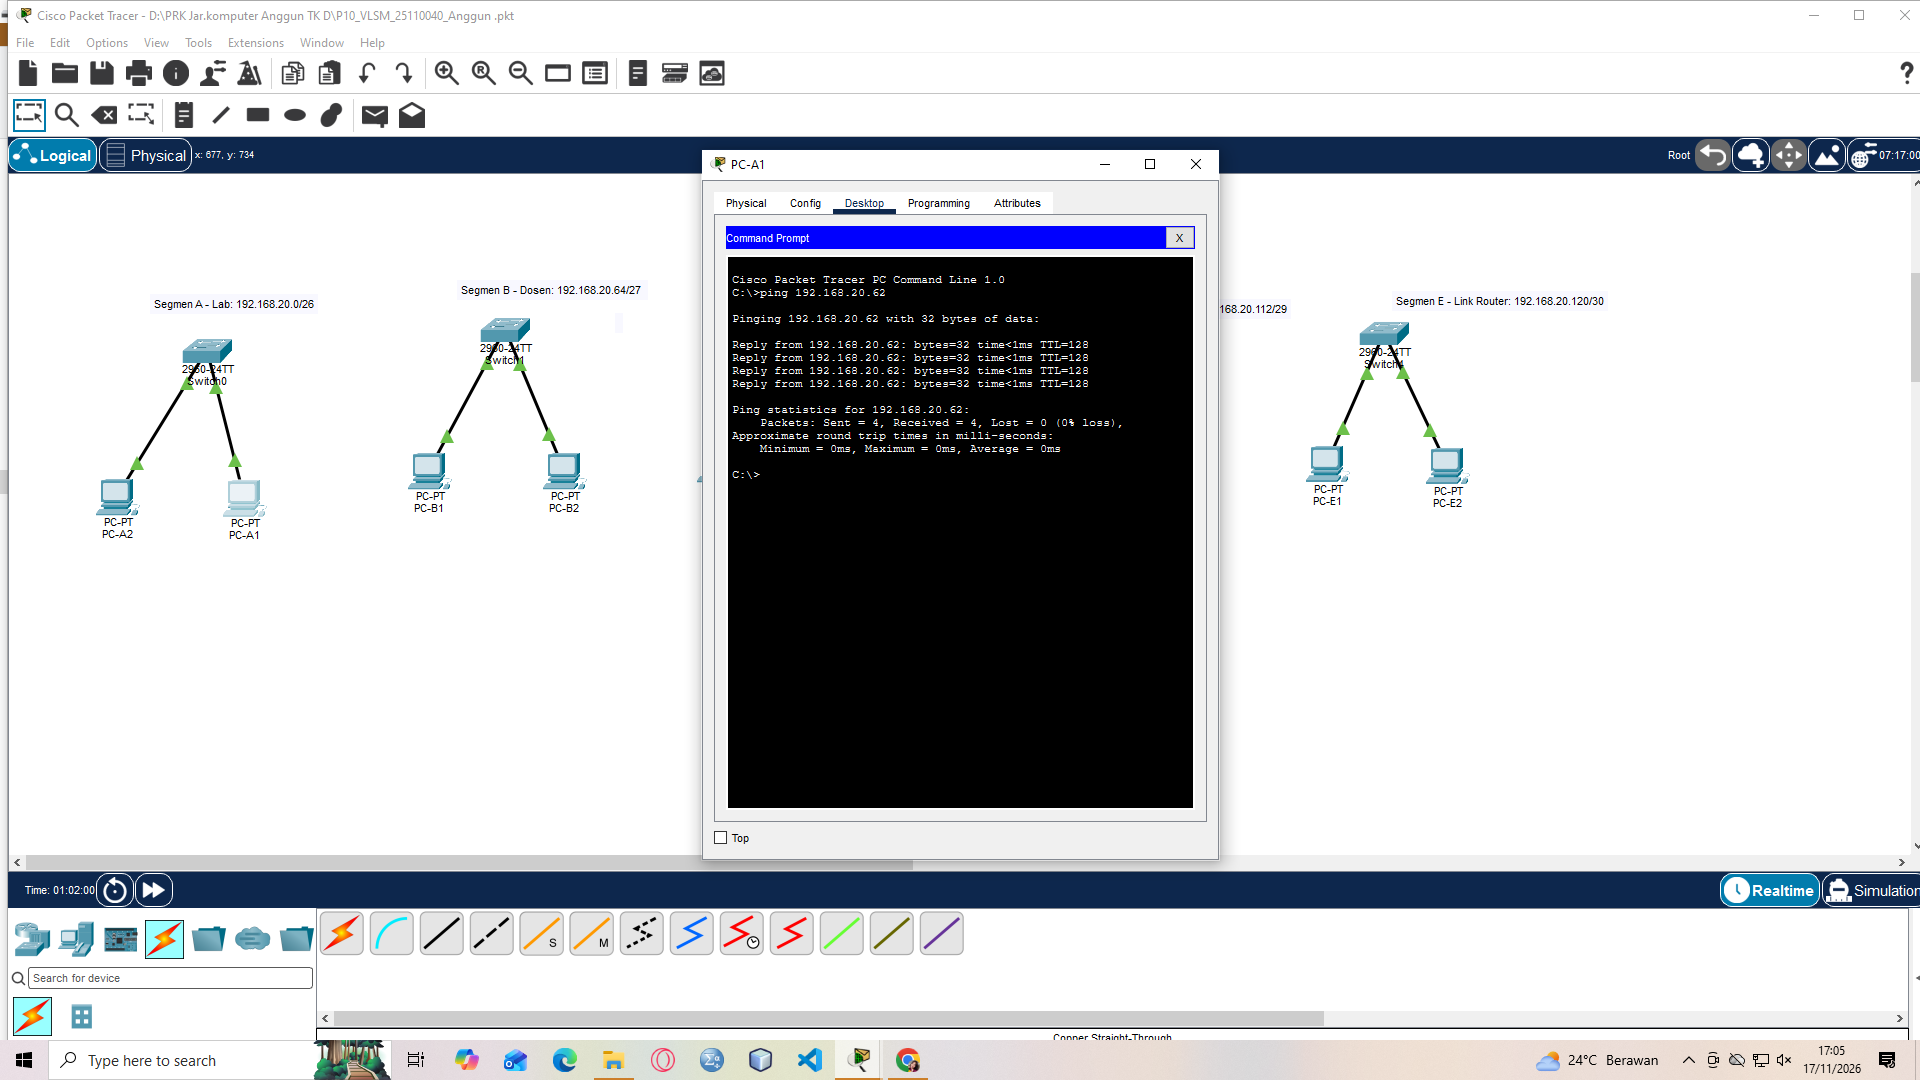 Cisco Packet Tracer - D:\PRK Jar.komputer Anggun TK D\P10_VLSM_25110040_Anggun .pkt
File Edit Options View Tools Extensions Window Help
?
Logical Physical x: 677, y: 734
Root 07:17:00
PC-A1
Physical Config Desktop Programming Attributes
Command Prompt X
Cisco Packet Tracer PC Command Line 1.0
C:\>ping 192.168.20.62
Pinging 192.168.20.62 with 32 bytes of data:
Reply from 192.168.20.62: bytes=32 time<1ms TTL=128
Reply from 192.168.20.62: bytes=32 time<1ms TTL=128
Reply from 192.168.20.62: bytes=32 time<1ms TTL=128
Reply from 192.168.20.62: bytes=32 time<1ms TTL=128
Ping statistics for 192.168.20.62:
Packets: Sent = 4, Received = 4, Lost = 0 (0% loss),
Approximate round trip times in milli-seconds:
Minimum = 0ms, Maximum = 0ms, Average = 0ms
C:\>
Top
Segmen A - Lab: 192.168.20.0/26
2960-24TT
Switch0
PC-PT
PC-A2
PC-PT
PC-A1
Segmen B - Dosen: 192.168.20.64/27
2960-24TT
Switch1
PC-PT
PC-B1
PC-PT
PC-B2
168.20.112/29
Segmen E - Link Router: 192.168.20.120/30
2960-24TT
Switch4
PC-PT
PC-E1
PC-PT
PC-E2
Time: 01:02:00
Realtime Simulation
S
M
Search for device
Copper Straight-Through
Type here to search
24°C Berawan
17:05
17/11/2026